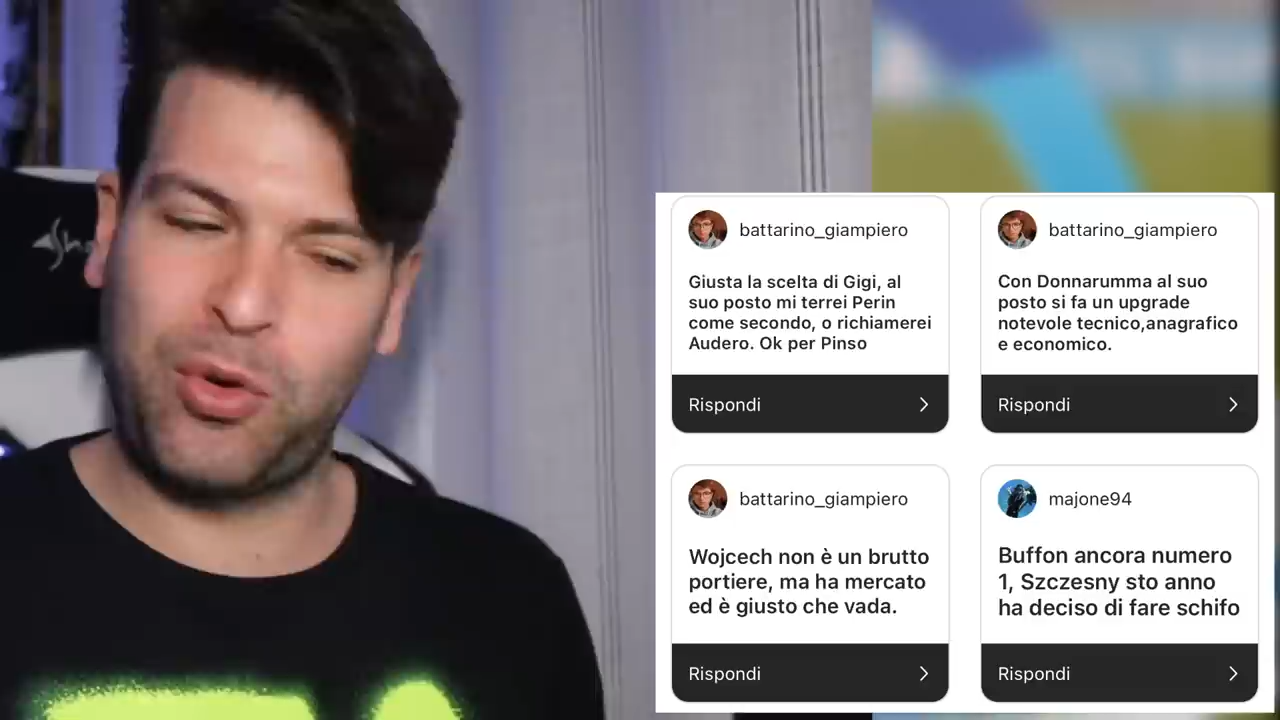 battarino_giampiero
Giusta la scelta di Gigi, al
suo posto mi terrei Perin
come secondo, o richiamerei
Audero. Ok per Pinso
Rispondi
battarino_giampiero
Con Donnarumma al suo
posto si fa un upgrade
notevole tecnico,anagrafico
e economico.
Rispondi
battarino_giampiero
Wojcech non è un brutto
portiere, ma ha mercato
ed è giusto che vada.
Rispondi
majone94
Buffon ancora numero
1, Szczesny sto anno
ha deciso di fare schifo
Rispondi